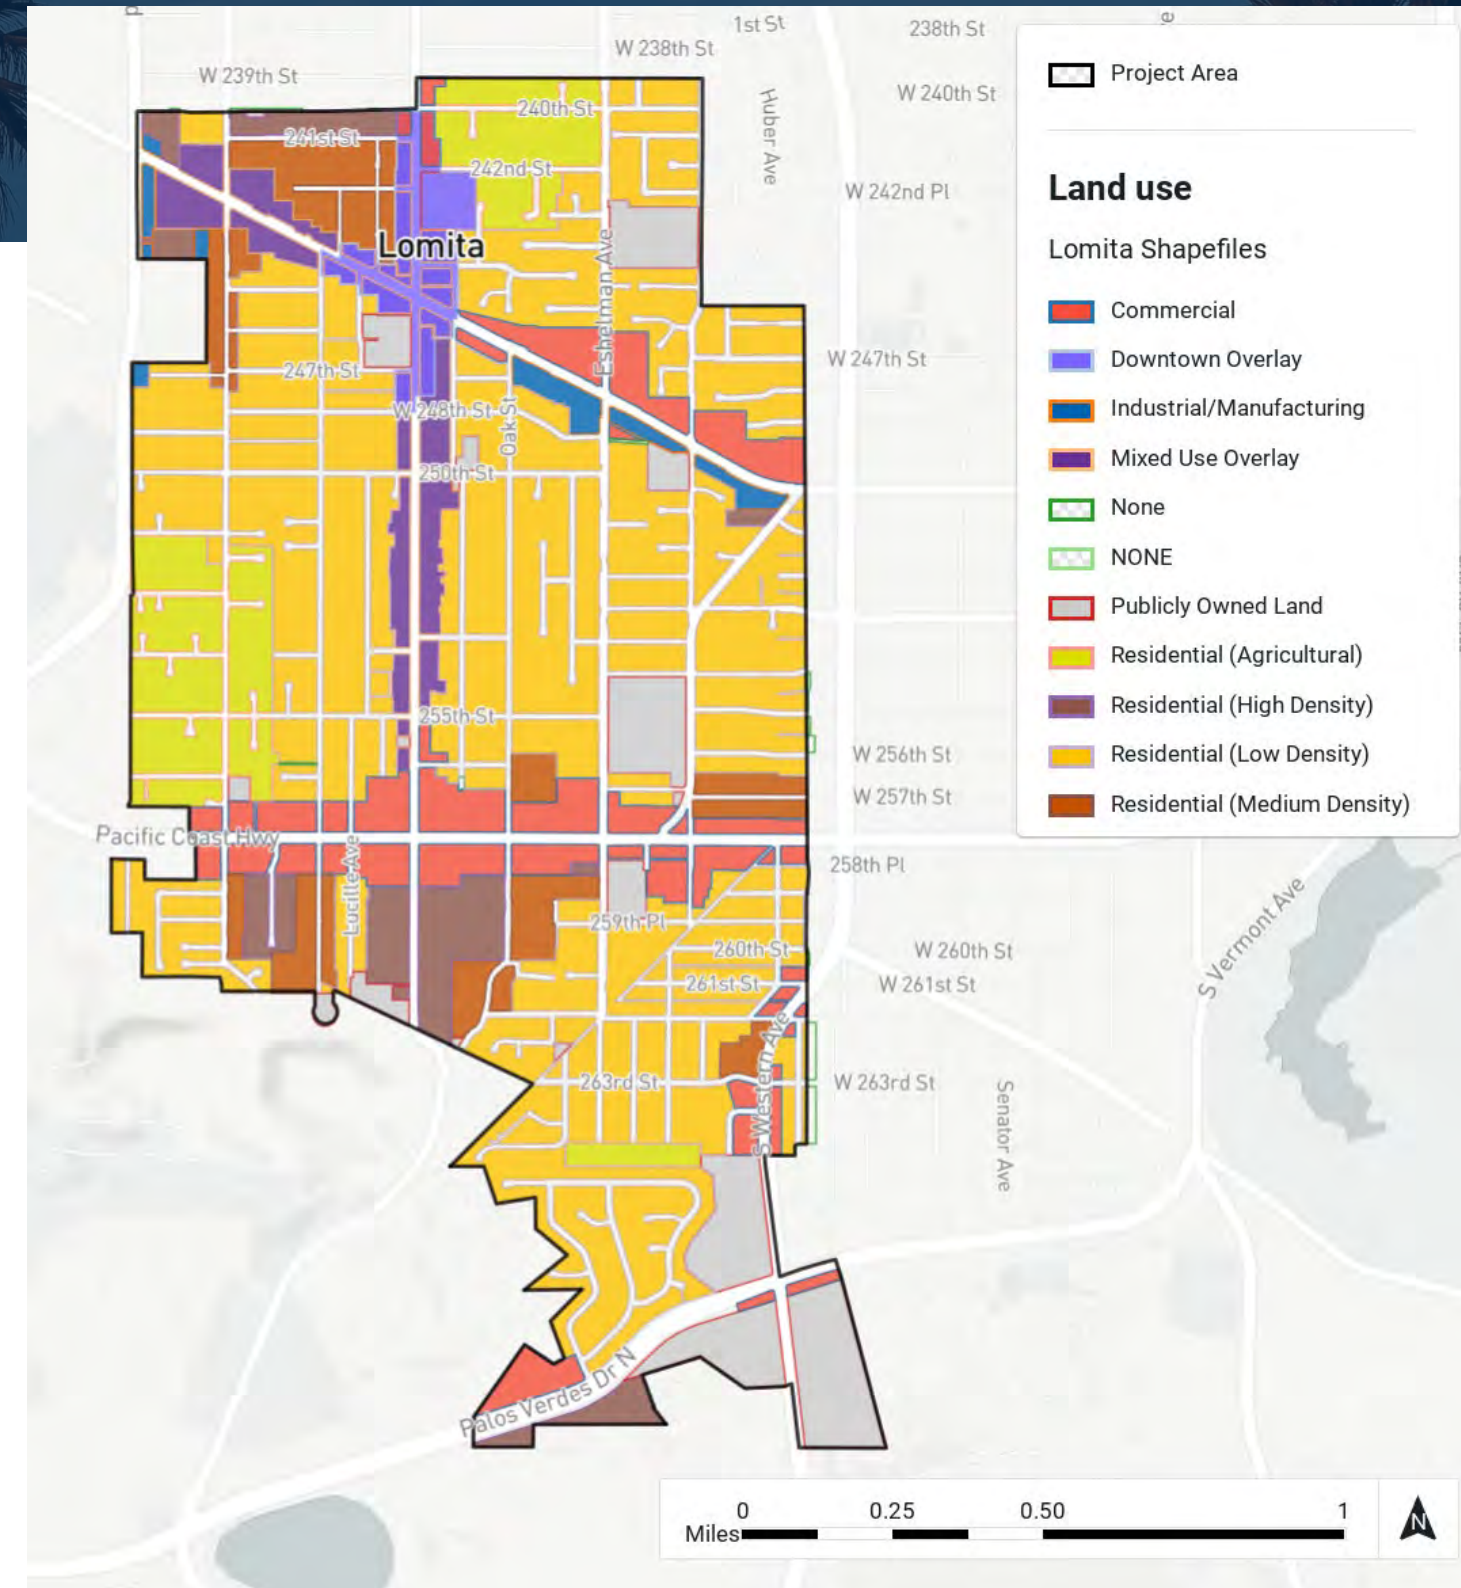 1st St
238th St
W 238th St
W 239th St
W 240th St
240th St
Huber Ave
241st St
242nd St
W 242nd Pl
Lomita
Eshelman Ave
W 247th St
247th St
W 248th St
Oak St
250th St
255th St
W 256th St
W 257th St
Pacific Coast Hwy
Lucille Ave
258th Pl
259th Pl
260th St
W 260th St
261st St
W 261st St
S Vermont Ave
S Western Ave
263rd St
W 263rd St
Senator Ave
Palos Verdes Dr N
Project Area
Land use
Lomita Shapefiles
Commercial
Downtown Overlay
Industrial/Manufacturing
Mixed Use Overlay
None
NONE
Publicly Owned Land
Residential (Agricultural)
Residential (High Density)
Residential (Low Density)
Residential (Medium Density)
0 0.25 0.50 1
Miles
N